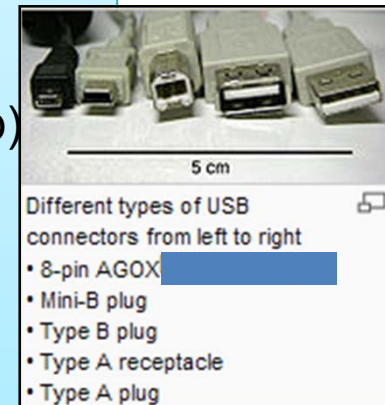 o)
5 cm
Different types of USB
connectors from left to right
• 8-pin AGOX
• Mini-B plug
• Type B plug
• Type A receptacle
• Type A plug